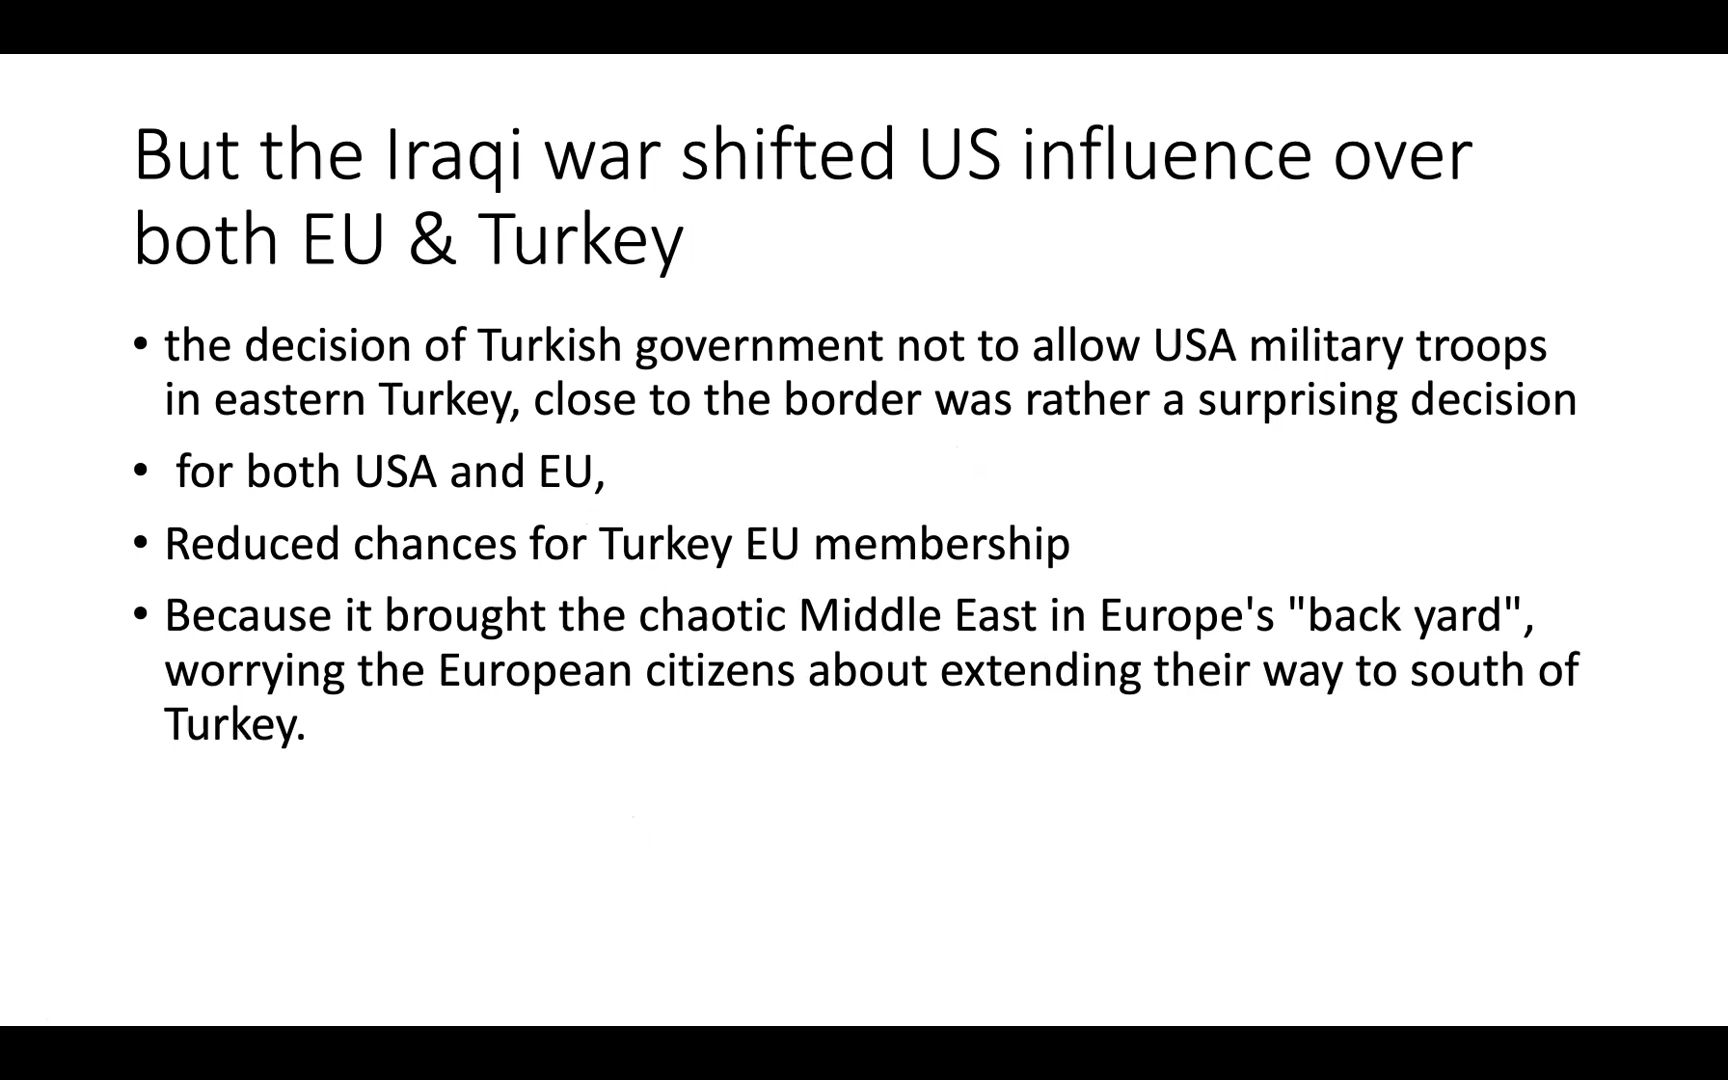 But the Iraqi war shifted US influence over
both EU & Turkey
• the decision of Turkish government not to allow USA military troops
in eastern Turkey, close to the border was rather a surprising decision
• for both USA and EU,
• Reduced chances for Turkey EU membership
• Because it brought the chaotic Middle East in Europe's "back yard",
worrying the European citizens about extending their way to south of
Turkey.